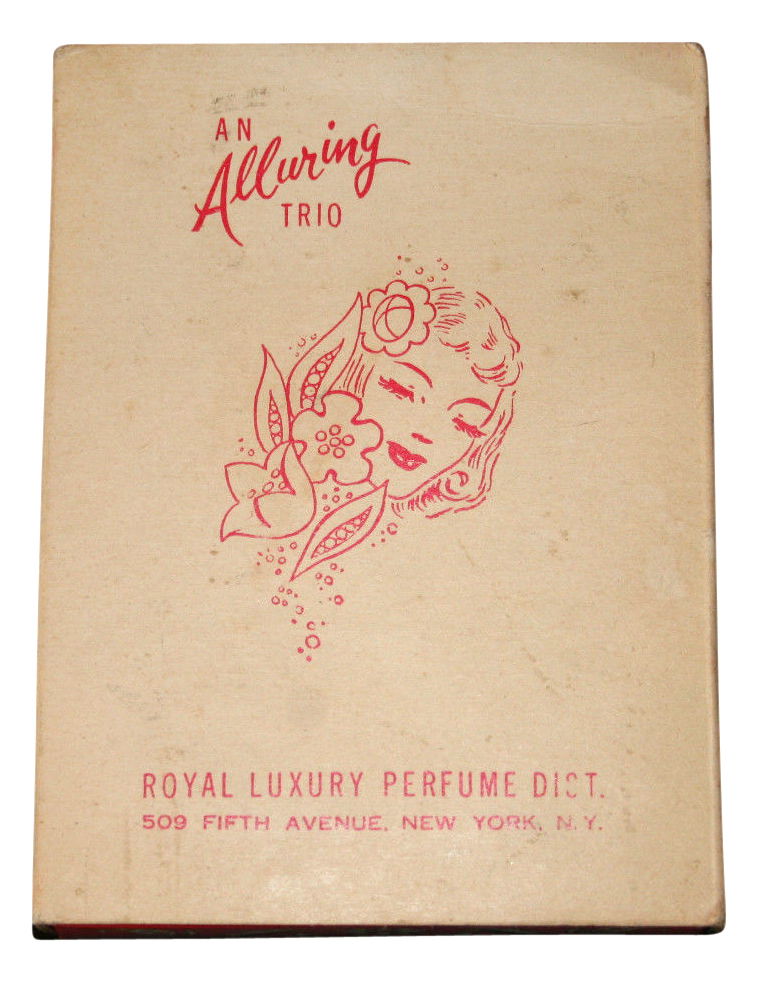 AN
Alluring
TRIO
ROYAL LUXURY PERFUME DICT.
509 FIFTH AVENUE, NEW YORK, N.Y.